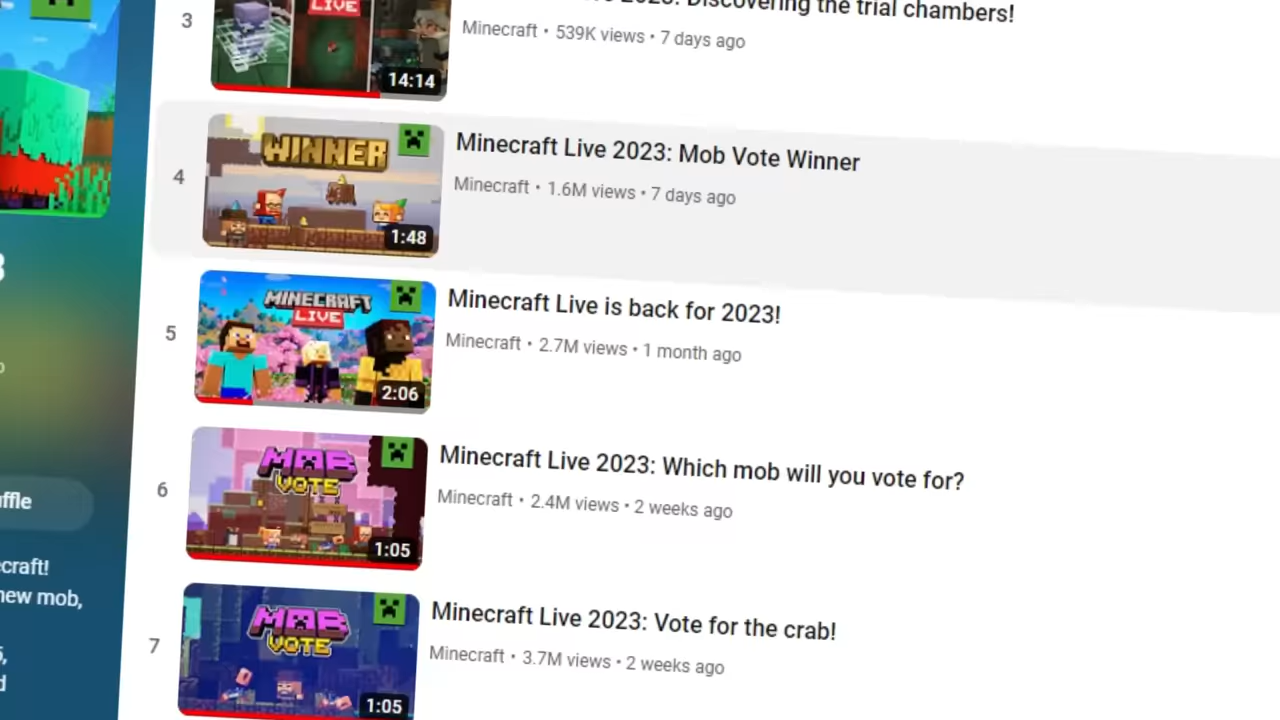 3
2023: Discovering the trial chambers!
Minecraft • 539K views • 7 days ago
LIVE
14:14
4
WINNER
1:48
Minecraft Live 2023: Mob Vote Winner
Minecraft • 1.6M views • 7 days ago
5
MINECRAFT
LIVE
2:06
Minecraft Live is back for 2023!
Minecraft • 2.7M views • 1 month ago
6
MOB
VOTE
1:05
Minecraft Live 2023: Which mob will you vote for?
Minecraft • 2.4M views • 2 weeks ago
7
MOB
VOTE
1:05
Minecraft Live 2023: Vote for the crab!
Minecraft • 3.7M views • 2 weeks ago
ffle
craft!
new mob,